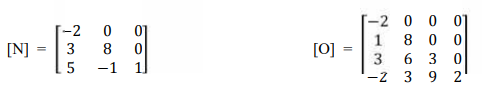 [N] = [-2 0 0
3 8 0
5 -1 1]
[O] = [-2 0 0 0
1 8 0 0
3 6 3 0
-2 3 9 2]